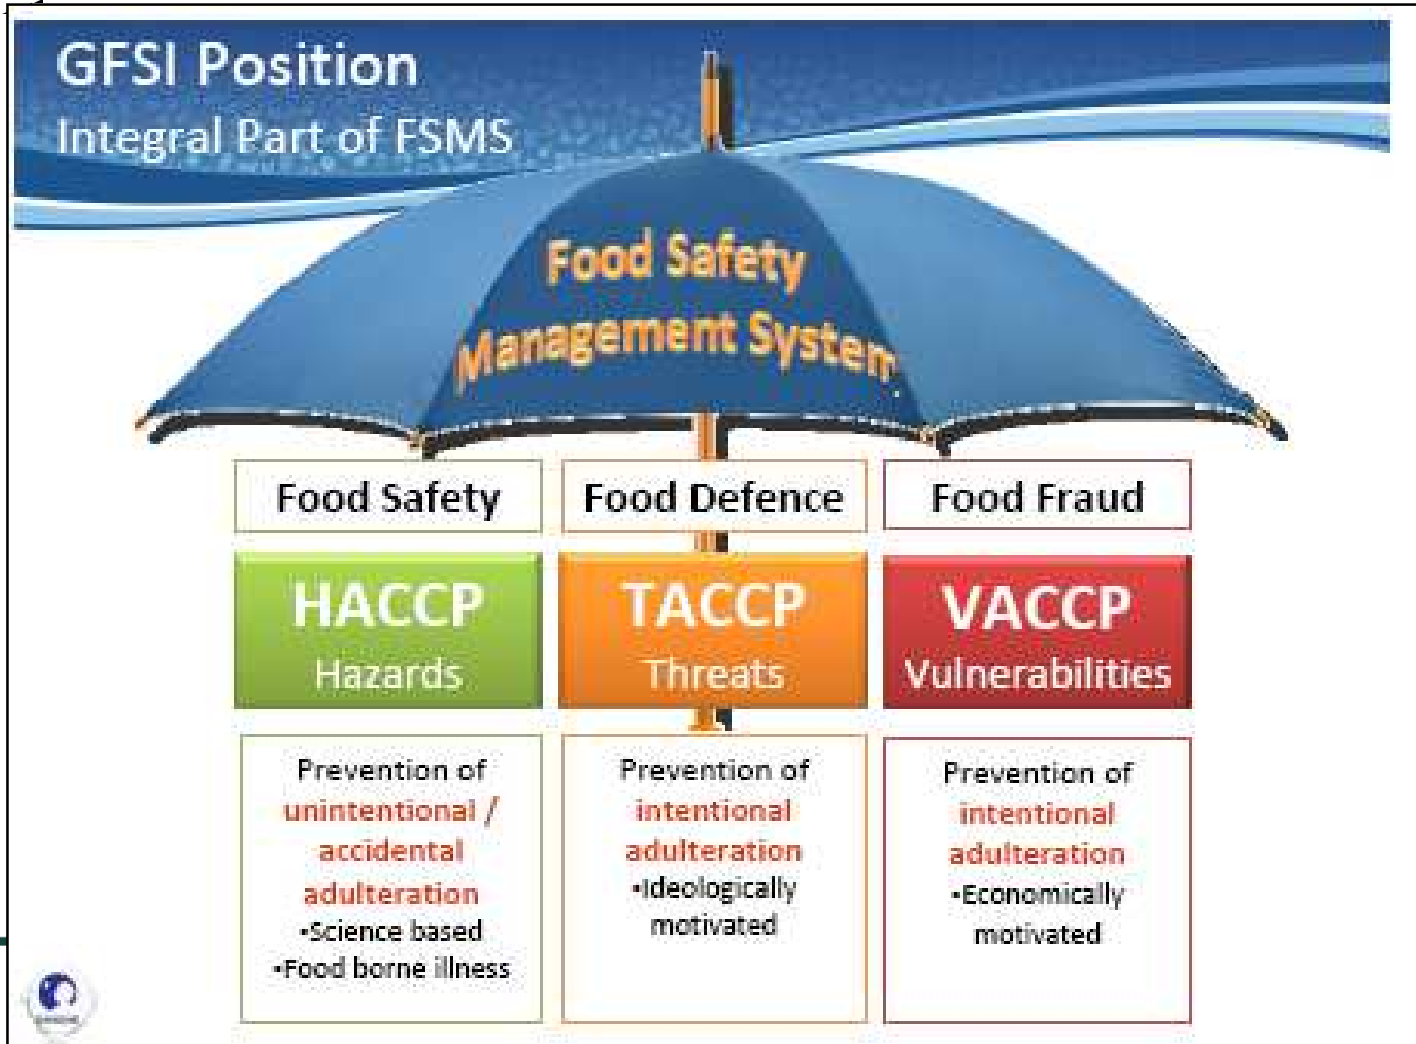 GFSI Position
Integral Part of FSMS
Food Safety
Management System
Food Safety
Food Defence
Food Fraud
HACCP
Hazards
TACCP
Threats
VACCP
Vulnerabilities
Prevention of
unintentional /
accidental
adulteration
•Science based
•Food borne illness
Prevention of
intentional
adulteration
•Ideologically
motivated
Prevention of
intentional
adulteration
•Economically
motivated